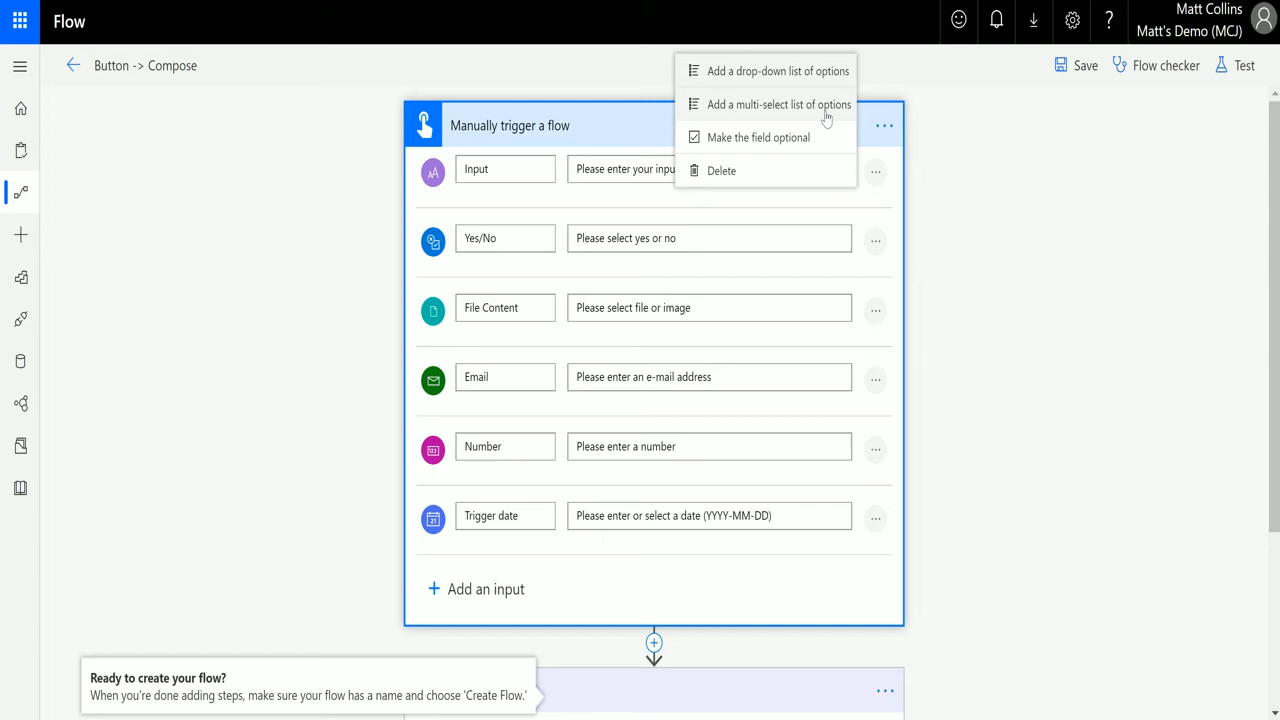 Flow
Matt Collins
Matt's Demo (MCJ)
Button -> Compose
Save
Flow checker
Test
Add a drop-down list of options
Add a multi-select list of options
Make the field optional
Delete
Manually trigger a flow
Input
Please enter your inpu
Yes/No
Please select yes or no
File Content
Please select file or image
Email
Please enter an e-mail address
Number
Please enter a number
Trigger date
Please enter or select a date (YYYY-MM-DD)
+ Add an input
Ready to create your flow?
When you're done adding steps, make sure your flow has a name and choose 'Create Flow.'